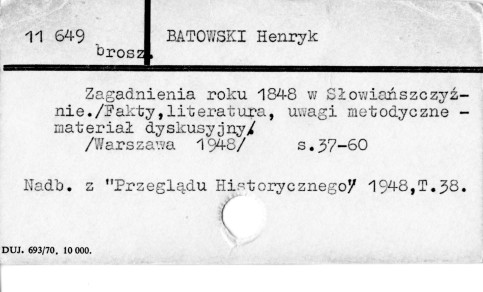 11 649 BATOWSKI Henryk
brosz.
Zagadnienia roku 1848 w Słowiańszczyź-
nie./Fakty,literatura, uwagi metodyczne -
materiał dyskusyjny/
/Warszawa 1948/ s.37-60
Nadb. z "Przeglądu Historycznego" 1948,T.38.
DUJ. 693/70, 10 000.